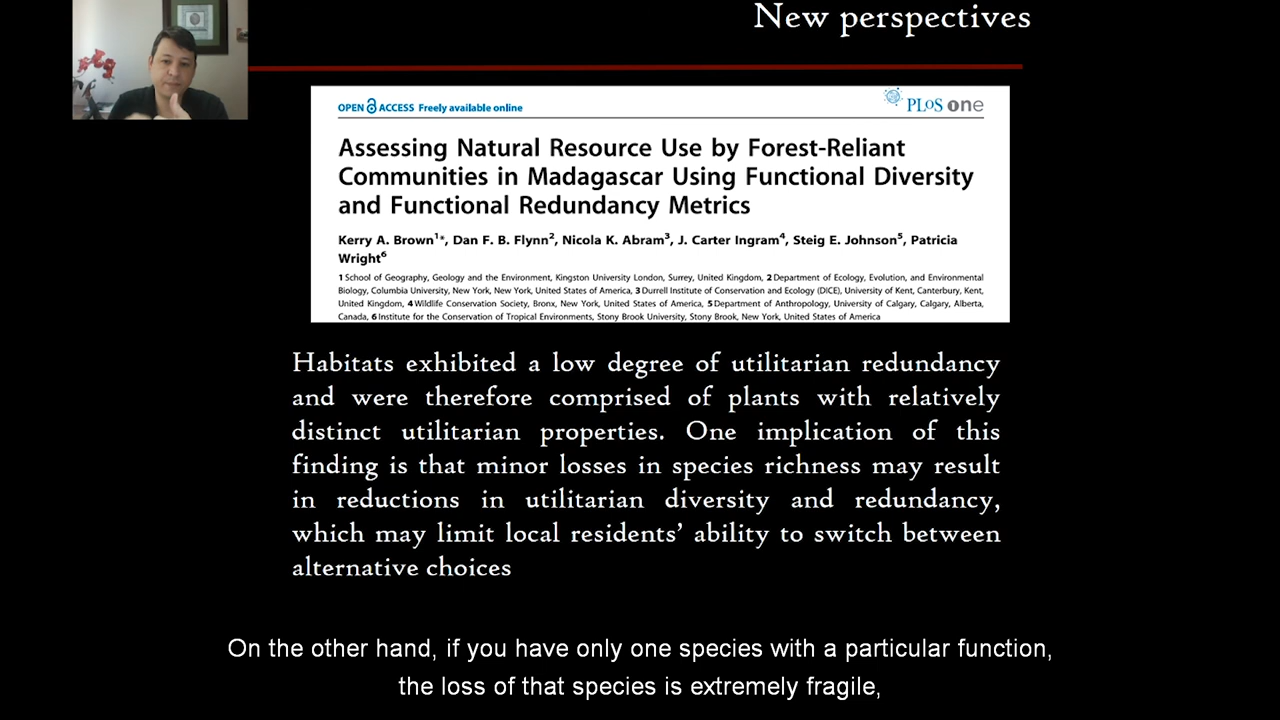 New perspectives
OPEN ACCESS Freely available online
PLoS one
Assessing Natural Resource Use by Forest-Reliant
Communities in Madagascar Using Functional Diversity
and Functional Redundancy Metrics
Kerry A. Brown1*, Dan F. B. Flynn2, Nicola K. Abram3, J. Carter Ingram4, Steig E. Johnson5, Patricia
Wright6
1 School of Geography, Geology and the Environment, Kingston University London, Surrey, United Kingdom, 2 Department of Ecology, Evolution, and Environmental
Biology, Columbia University, New York, New York, United States of America, 3 Durrell Institute of Conservation and Ecology (DICE), University of Kent, Canterbury, Kent,
United Kingdom, 4 Wildlife Conservation Society, Bronx, New York, United States of America, 5 Department of Anthropology, University of Calgary, Calgary, Alberta,
Canada, 6 Institute for the Conservation of Tropical Environments, Stony Brook University, Stony Brook, New York, United States of America
Habitats exhibited a low degree of utilitarian redundancy
and were therefore comprised of plants with relatively
distinct utilitarian properties. One implication of this
finding is that minor losses in species richness may result
in reductions in utilitarian diversity and redundancy,
which may limit local residents’ ability to switch between
alternative choices
On the other hand, if you have only one species with a particular function,
the loss of that species is extremely fragile,